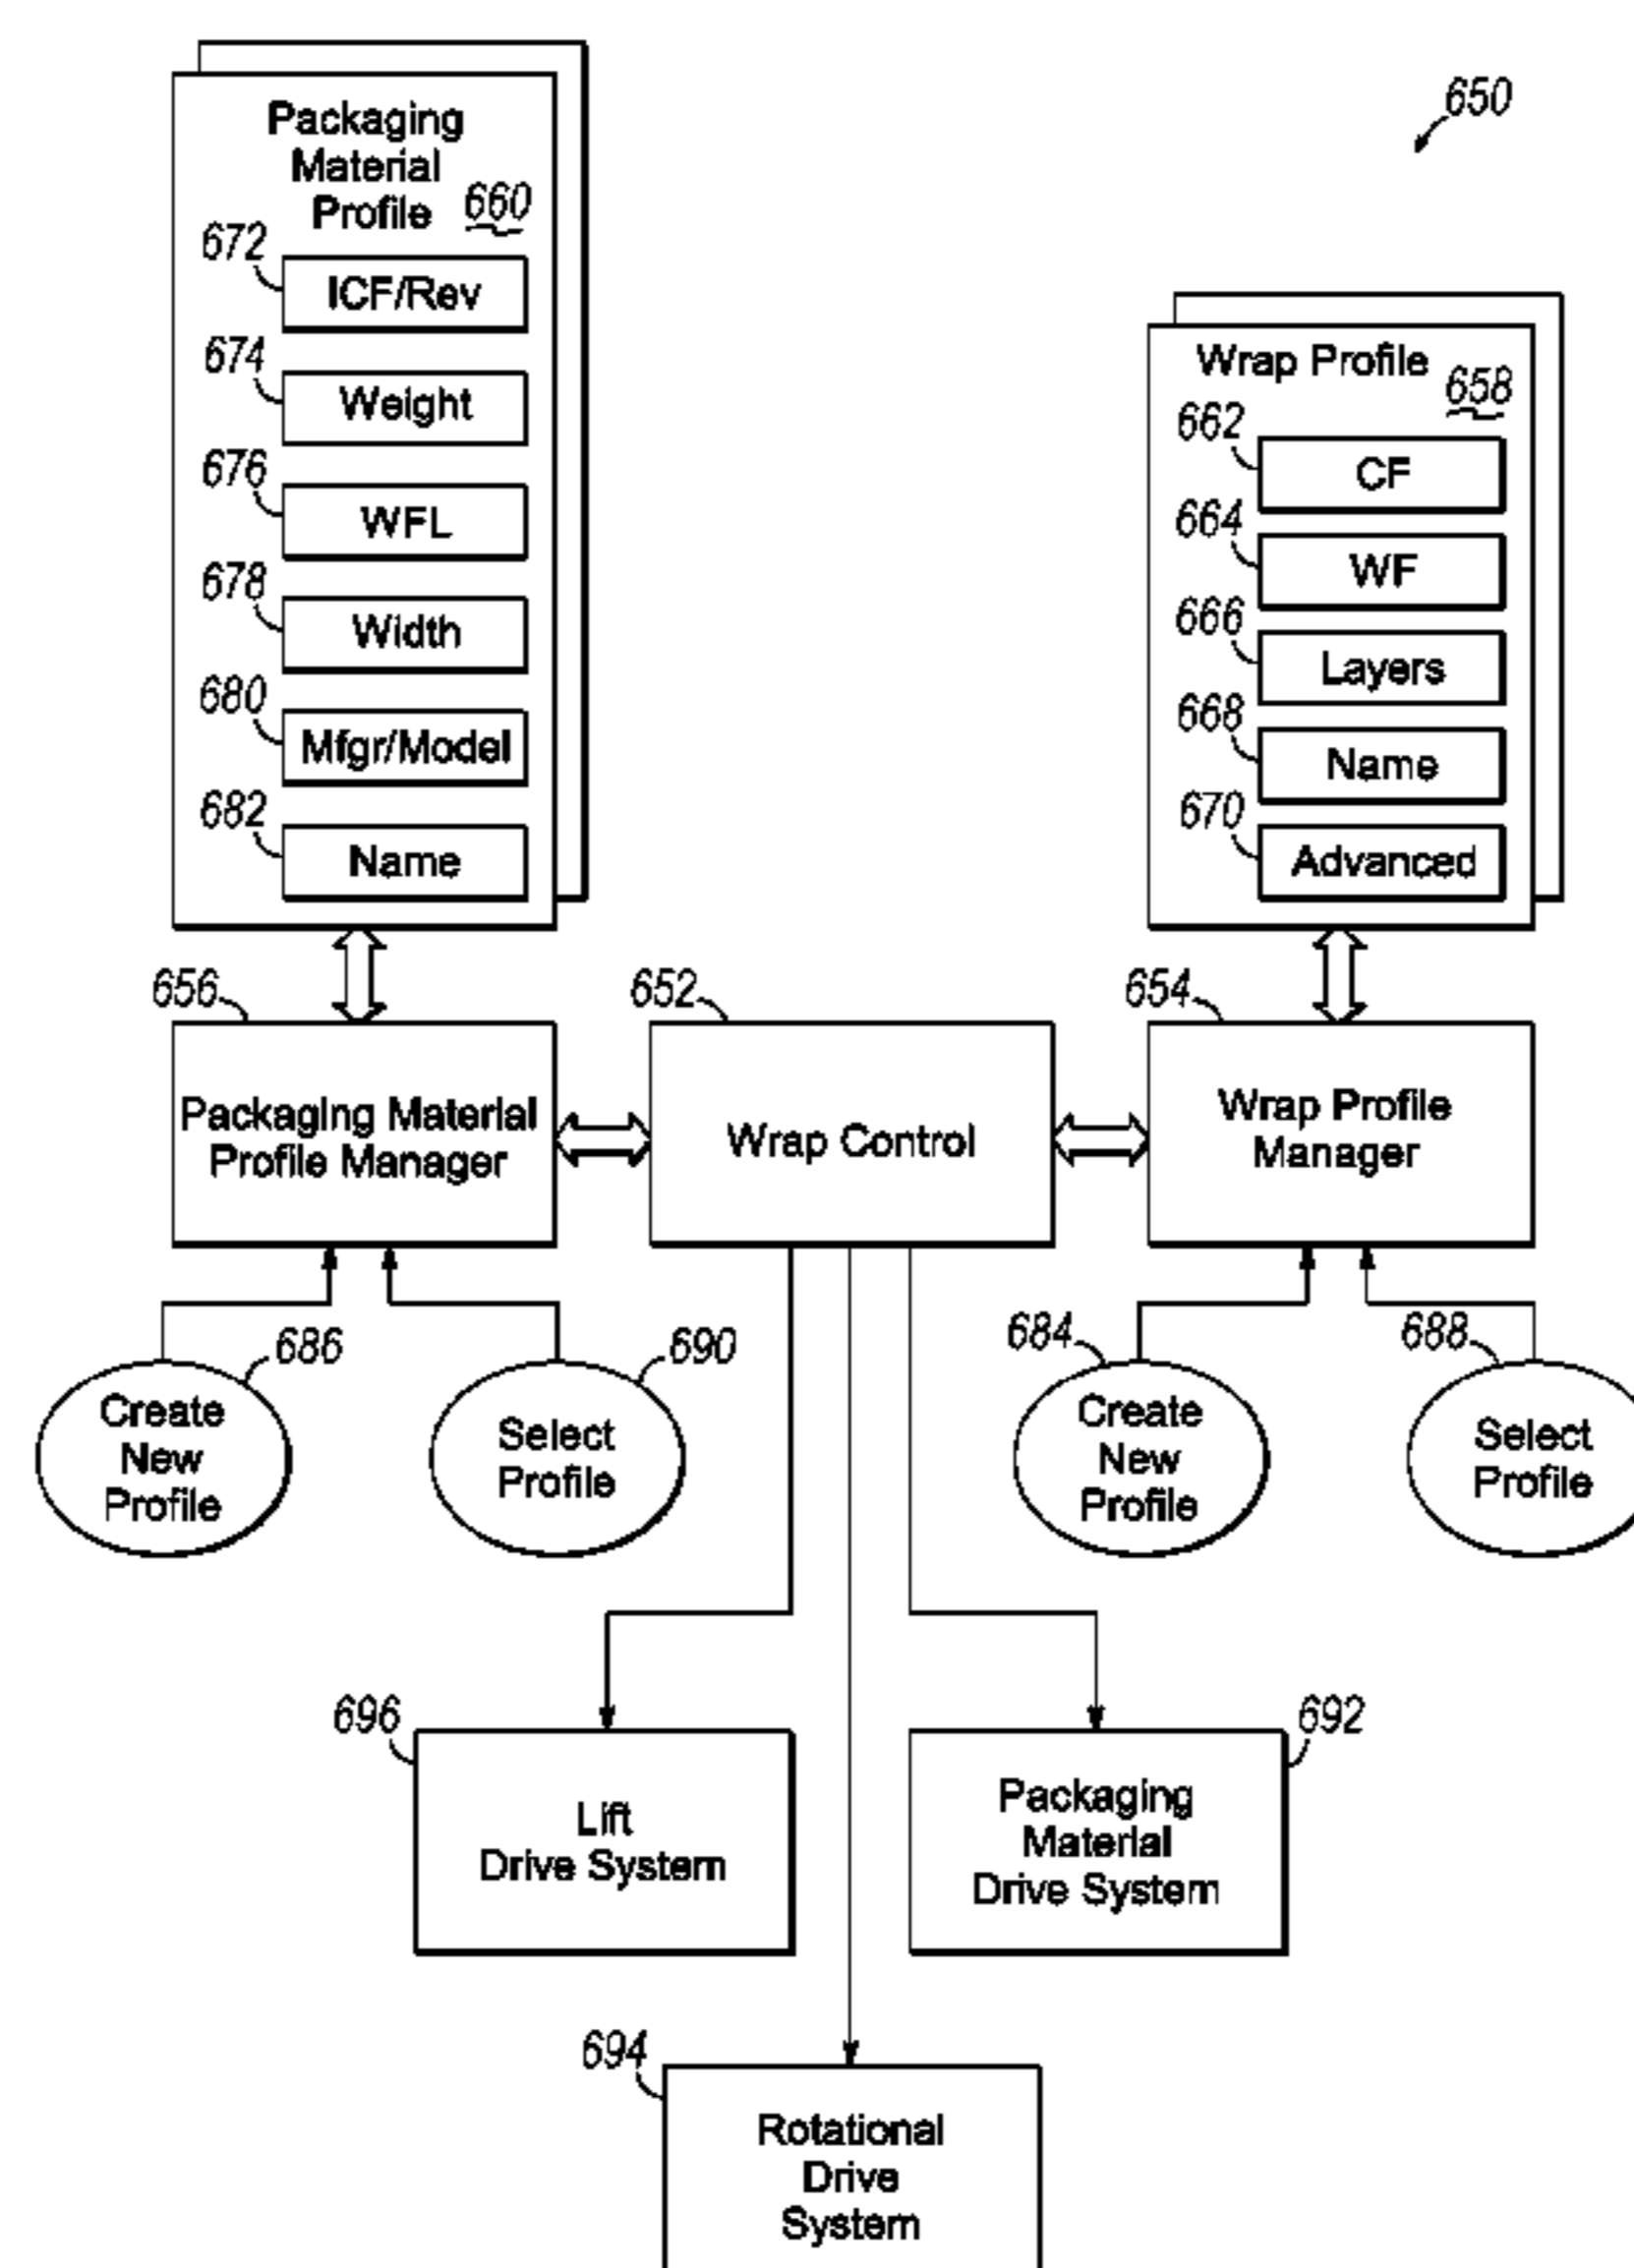 650
Packaging
Material
Profile
660
672
ICF/Rev
674
Weight
676
WFL
678
Width
680
Mfgr/Model
682
Name
Wrap Profile
658
662
CF
664
WF
666
Layers
668
Name
670
Advanced
656
Packaging Material
Profile Manager
652
Wrap Control
654
Wrap Profile
Manager
686
Create
New
Profile
690
Select
Profile
684
Create
New
Profile
688
Select
Profile
696
Lift
Drive System
692
Packaging
Material
Drive System
694
Rotational
Drive
System